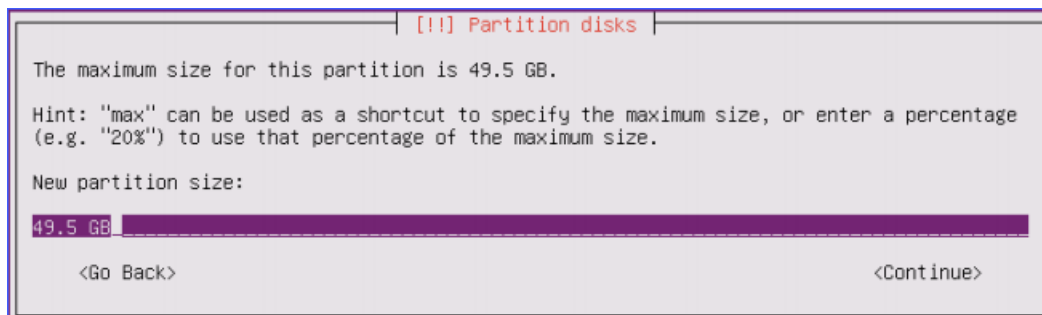 [!!] Partition disks
The maximum size for this partition is 49.5 GB.
Hint: "max" can be used as a shortcut to specify the maximum size, or enter a percentage
(e.g. "20%") to use that percentage of the maximum size.
New partition size:
49.5 GB
<Go Back> <Continue>